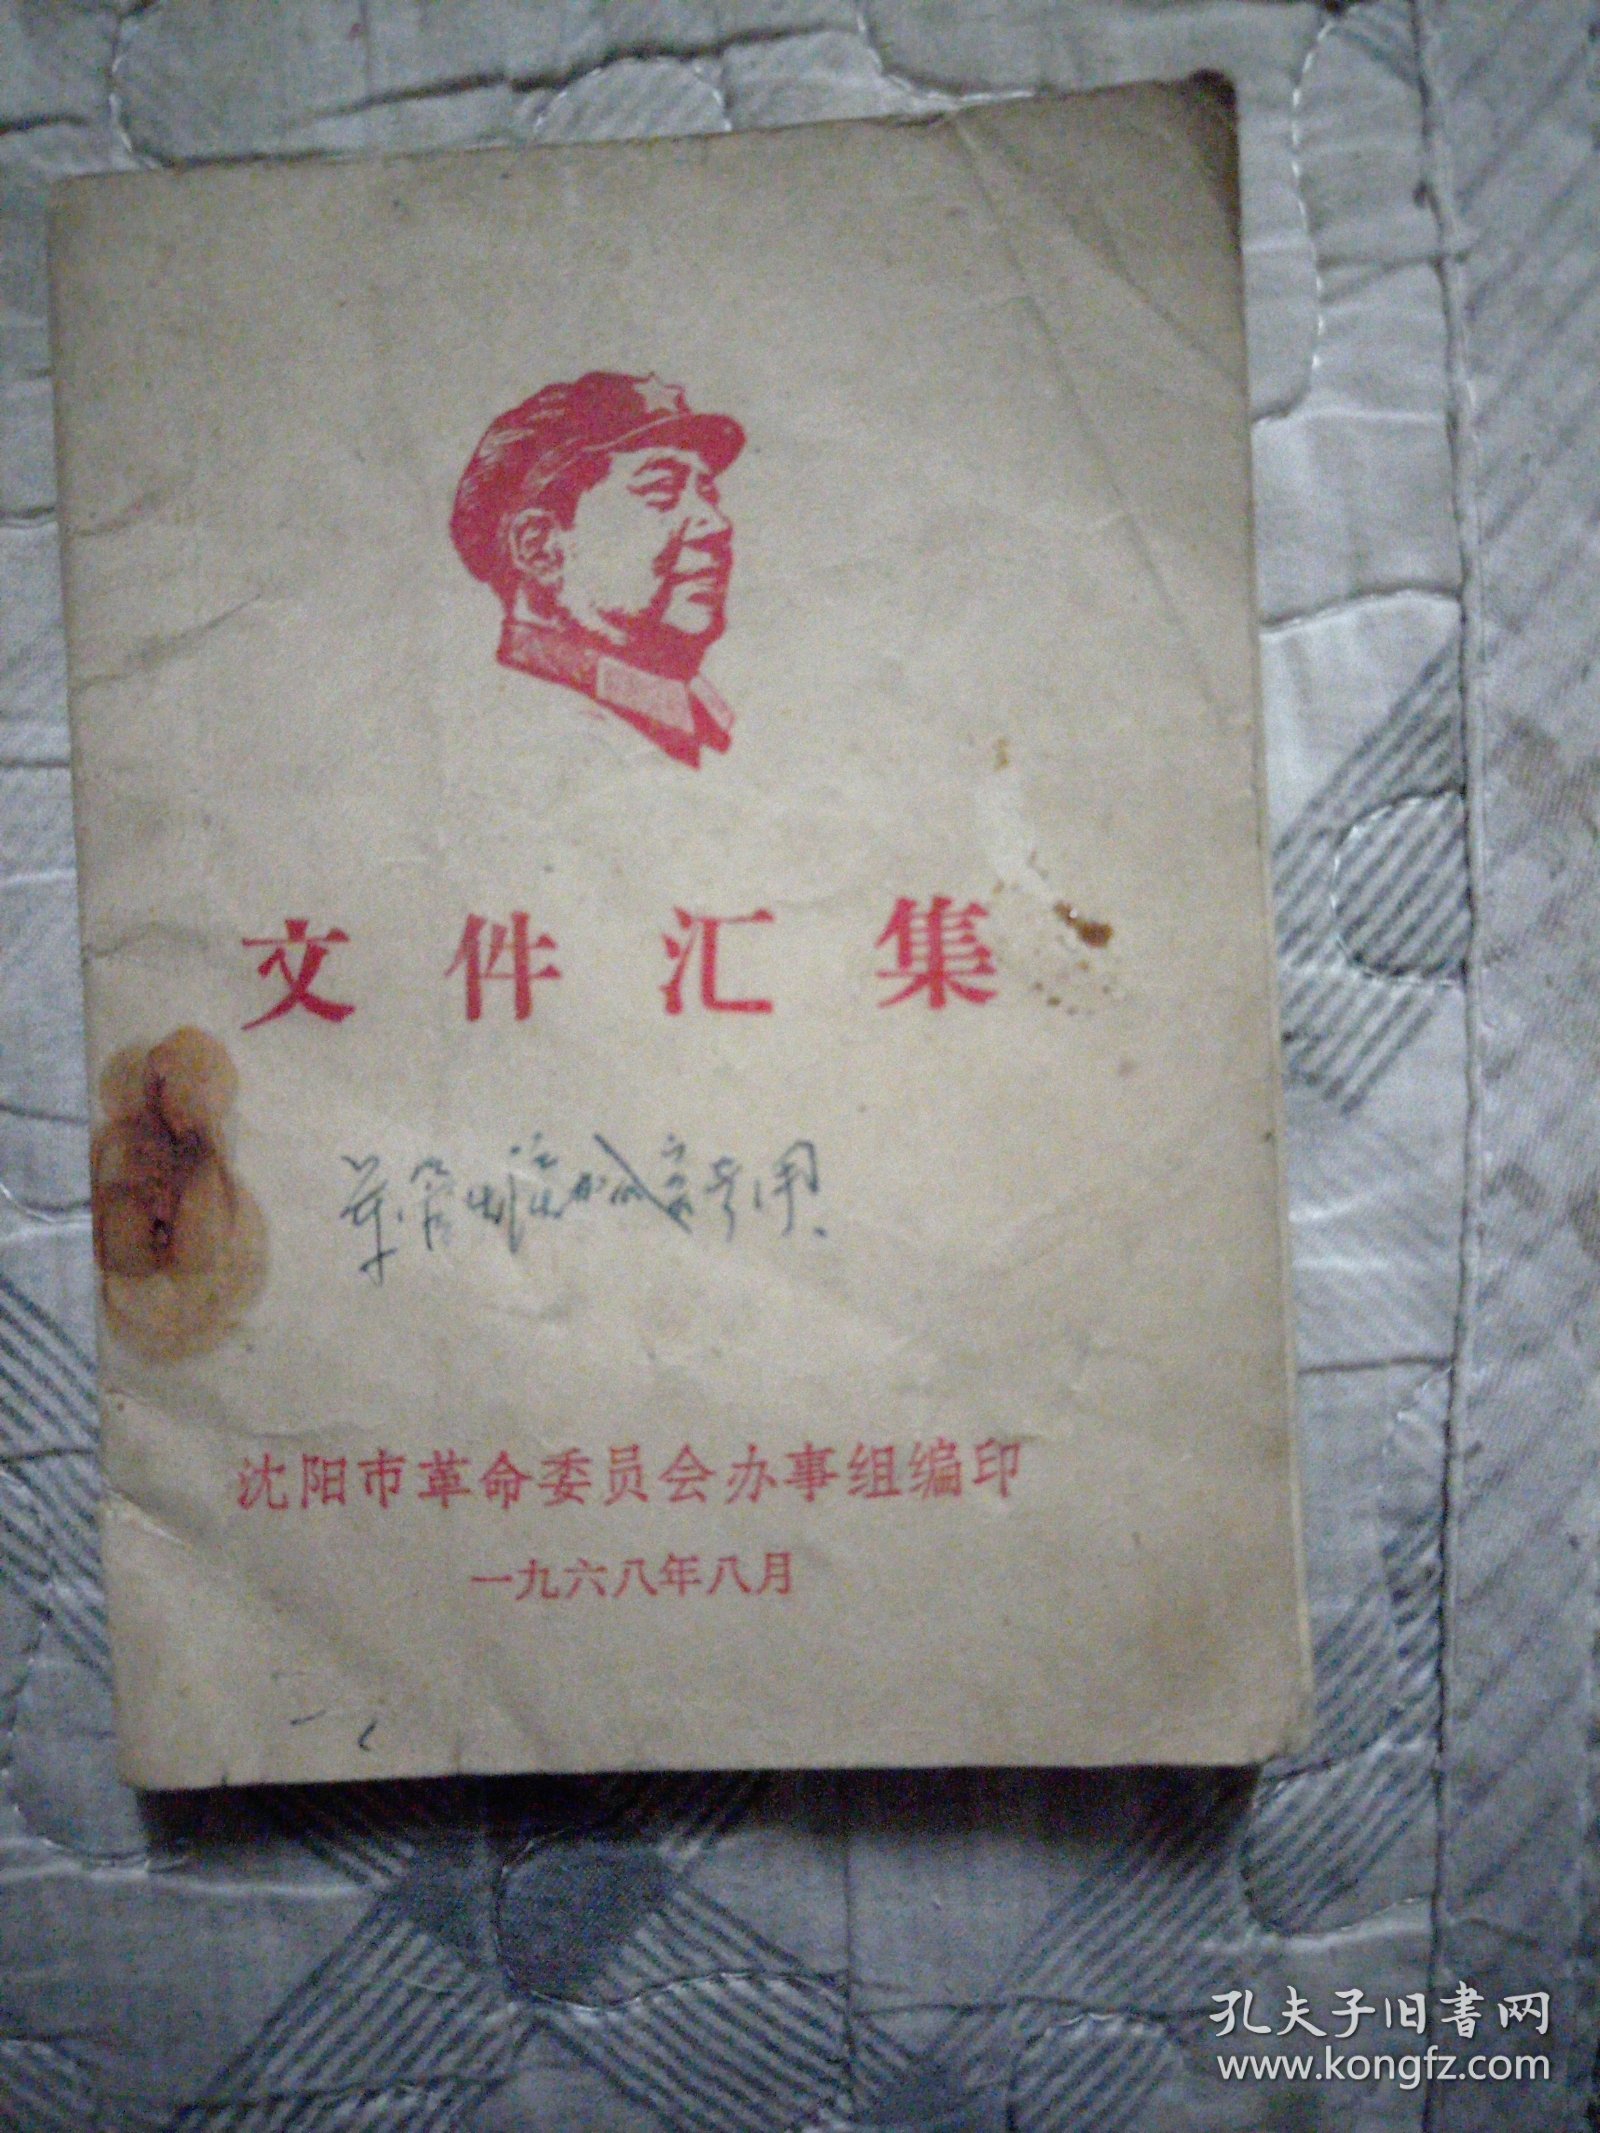 文件汇集
沈阳市革命委员会办事组编印
一九六八年八月
孔夫子旧书网
www.kongfz.com